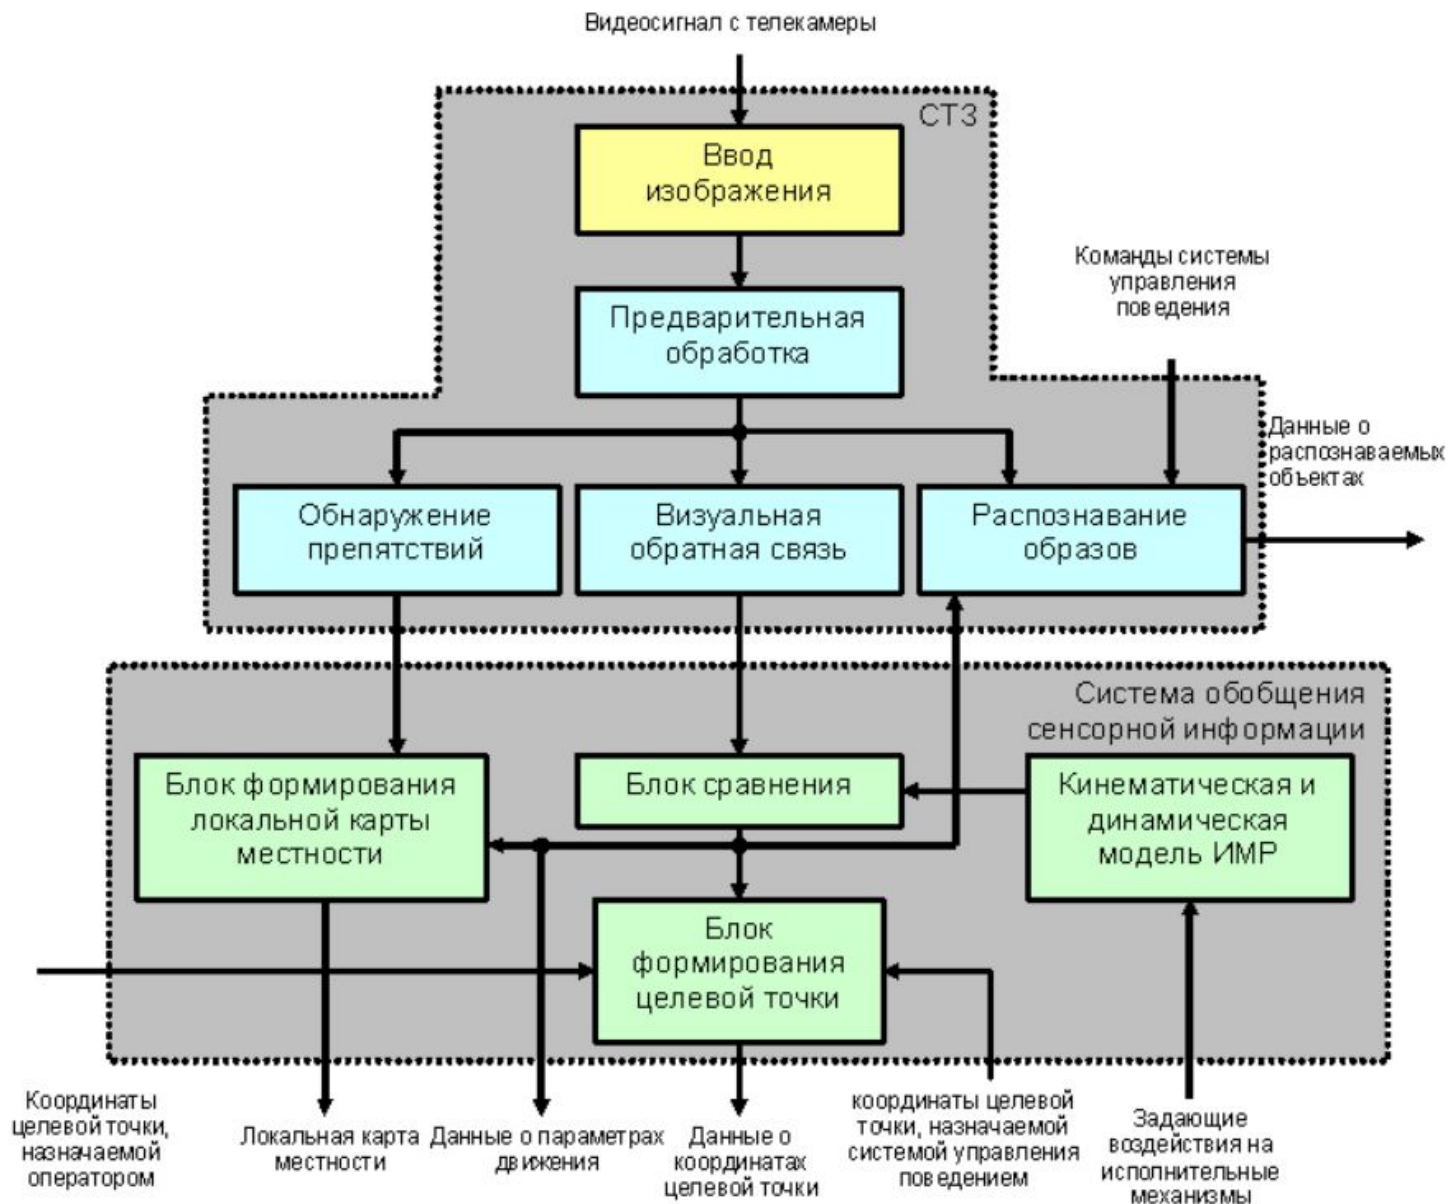 Видеосигнал с телекамеры
СТЗ
Ввод
изображения
Команды системы
управления
поведения
Предварительная
обработка
Данные о
распознаваемых
объектах
Обнаружение
препятствий
Визуальная
обратная связь
Распознавание
образов
Система обобщения
сенсорной информации
Блок формирования
локальной карты
местности
Блок сравнения
Кинематическая и
динамическая
модель ИМР
Блок
формирования
целевой точки
Координаты
целевой точки,
назначаемой
оператором
Локальная карта
местности
Данные о параметрах
движения
Данные о
координатах
целевой точки
координаты целевой
точки, назначаемой
системой управления
поведением
Задающие
воздействия на
исполнительные
механизмы